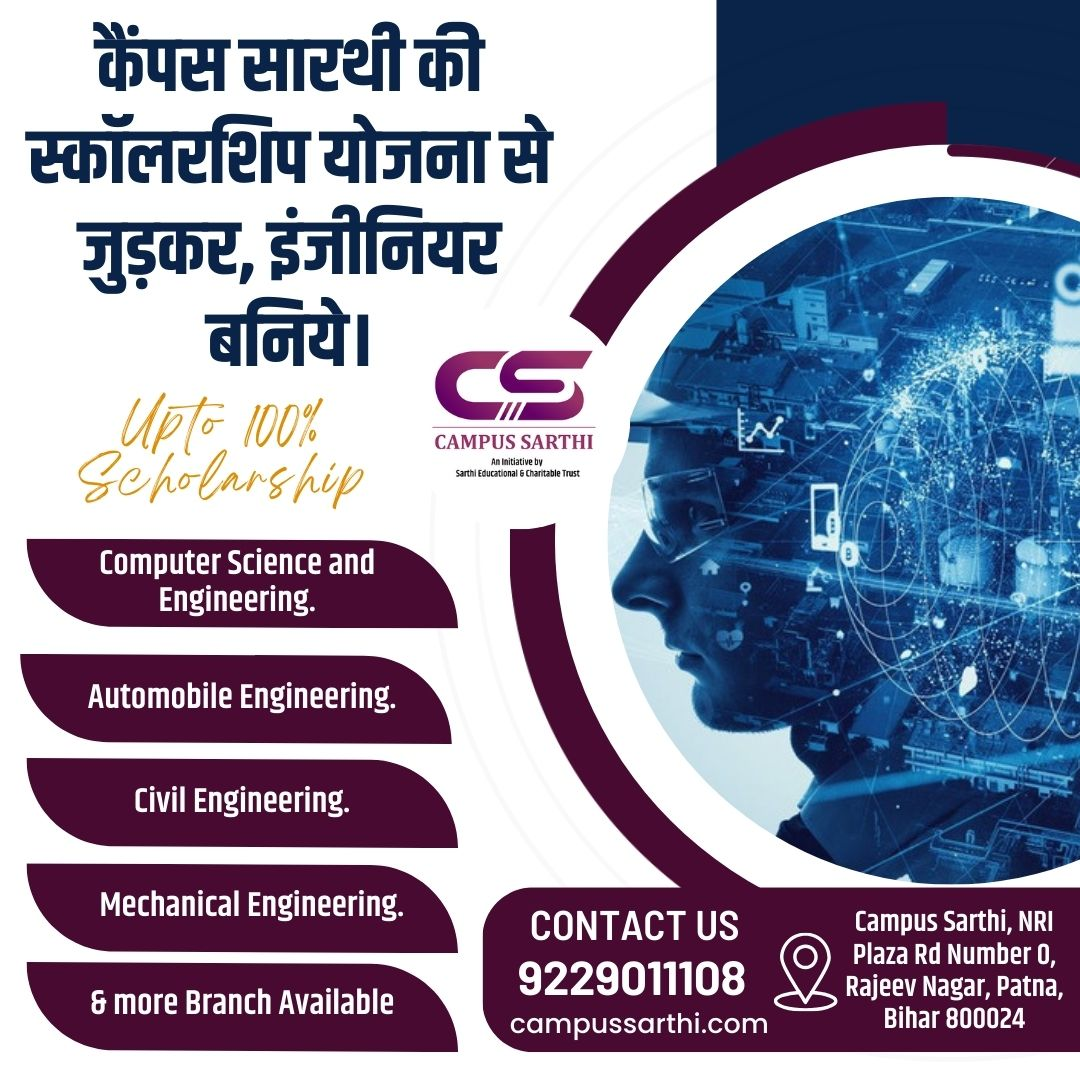 कैंपस सारथी की
स्कॉलरशिप योजना से
जुड़कर, इंजीनियर
बनिये।
Upto 100%
Scholarship
CS
CAMPUS SARTHI
An Initiative by
Sarthi Educational & Charitable Trust
Computer Science and
Engineering.
Automobile Engineering.
Civil Engineering.
Mechanical Engineering.
& more Branch Available
CONTACT US
9229011108
campussarthi.com
Campus Sarthi, NRI
Plaza Rd Number 0,
Rajeev Nagar, Patna,
Bihar 800024